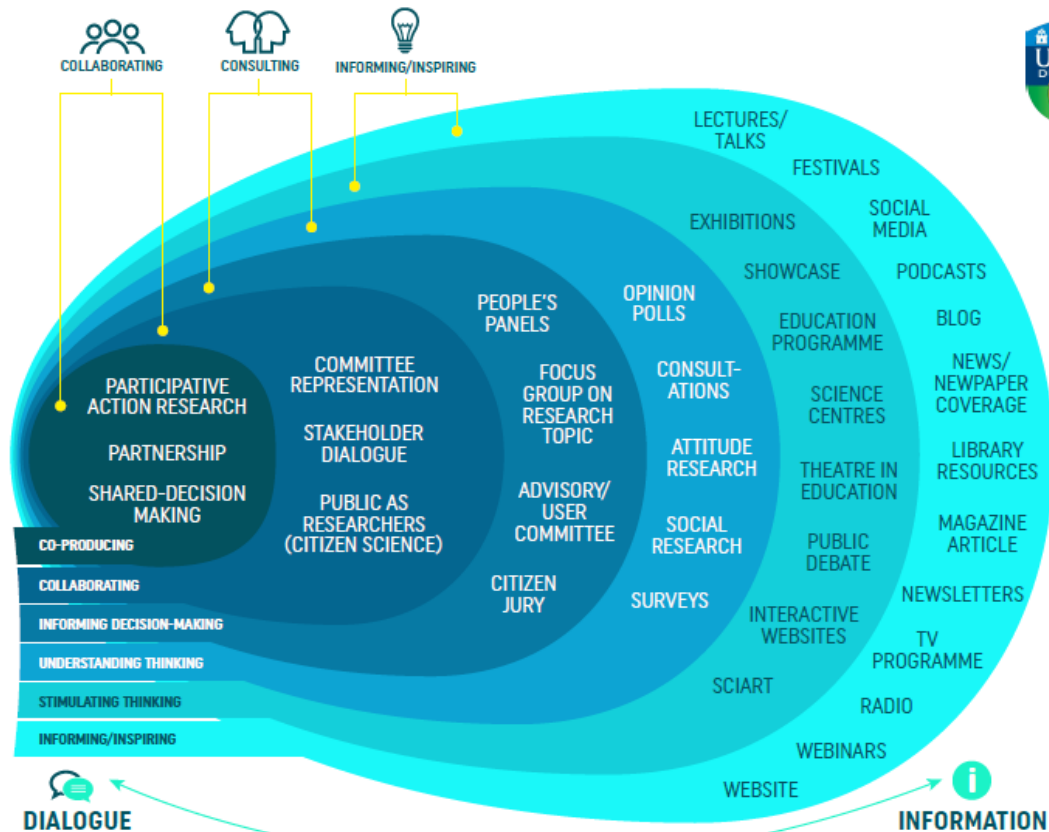 COLLABORATING
CONSULTING
INFORMING/INSPIRING
LECTURES/
TALKS
FESTIVALS
SOCIAL
MEDIA
EXHIBITIONS
SHOWCASE
PODCASTS
BLOG
EDUCATION
PROGRAMME
NEWS/
NEWPAPER
COVERAGE
SCIENCE
CENTRES
LIBRARY
RESOURCES
THEATRE IN
EDUCATION
MAGAZINE
ARTICLE
PUBLIC
DEBATE
NEWSLETTERS
INTERACTIVE
WEBSITES
TV
PROGRAMME
SCIART
RADIO
WEBINARS
WEBSITE
OPINION
POLLS
CONSULT-
ATIONS
ATTITUDE
RESEARCH
SOCIAL
RESEARCH
SURVEYS
PEOPLE'S
PANELS
FOCUS
GROUP ON
RESEARCH
TOPIC
ADVISORY/
USER
COMMITTEE
CITIZEN
JURY
COMMITTEE
REPRESENTATION
STAKEHOLDER
DIALOGUE
PUBLIC AS
RESEARCHERS
(CITIZEN SCIENCE)
PARTICIPATIVE
ACTION RESEARCH
PARTNERSHIP
SHARED-DECISION
MAKING
CO-PRODUCING
COLLABORATING
INFORMING DECISION-MAKING
UNDERSTANDING THINKING
STIMULATING THINKING
INFORMING/INSPIRING
DIALOGUE
INFORMATION